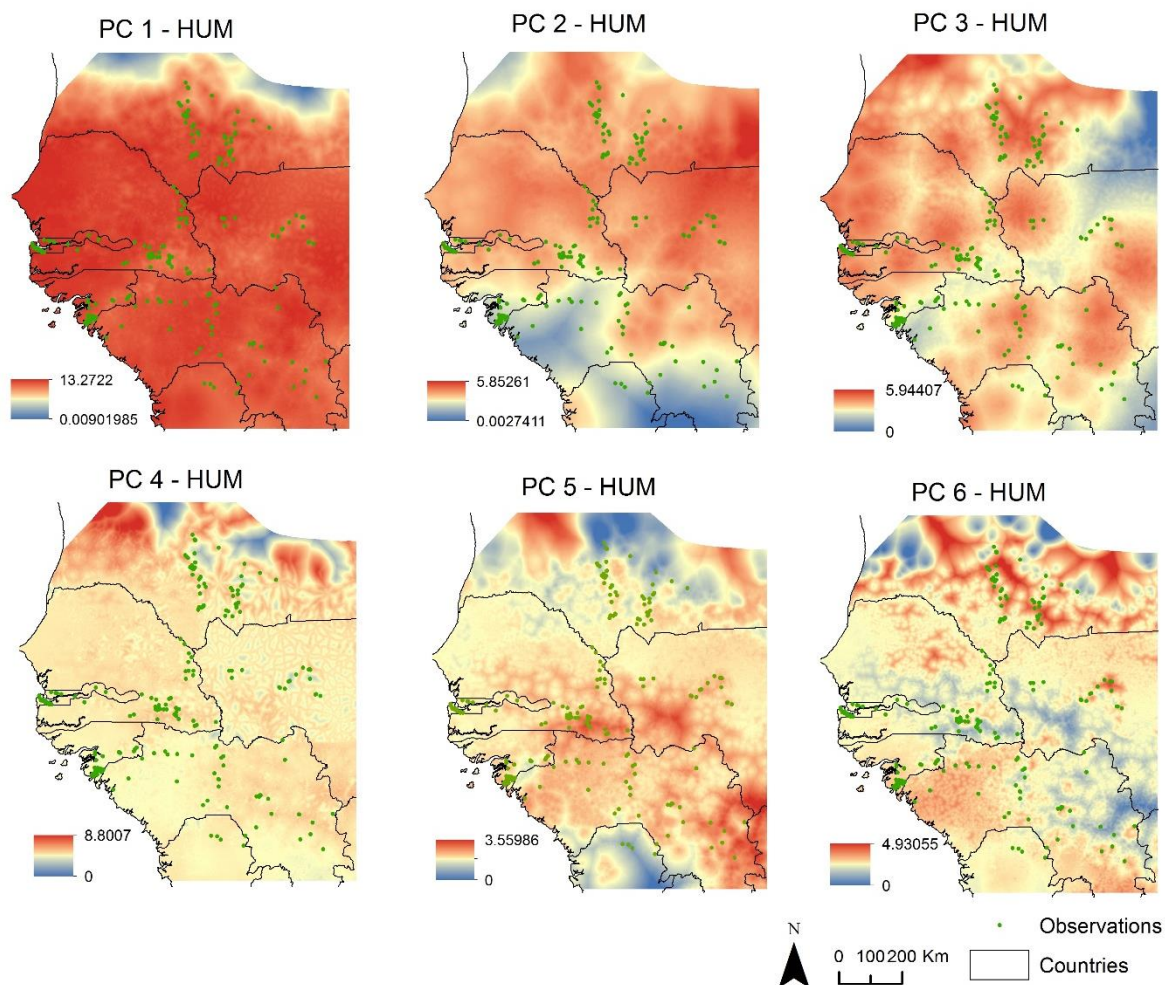 PC 1 - HUM
PC 2 - HUM
PC 3 - HUM
13.2722
0.00901985
5.85261
0.0027411
5.94407
0
PC 4 - HUM
PC 5 - HUM
PC 6 - HUM
8.8007
0
3.55986
0
4.93055
0
N
0 100 200 Km
Observations
Countries